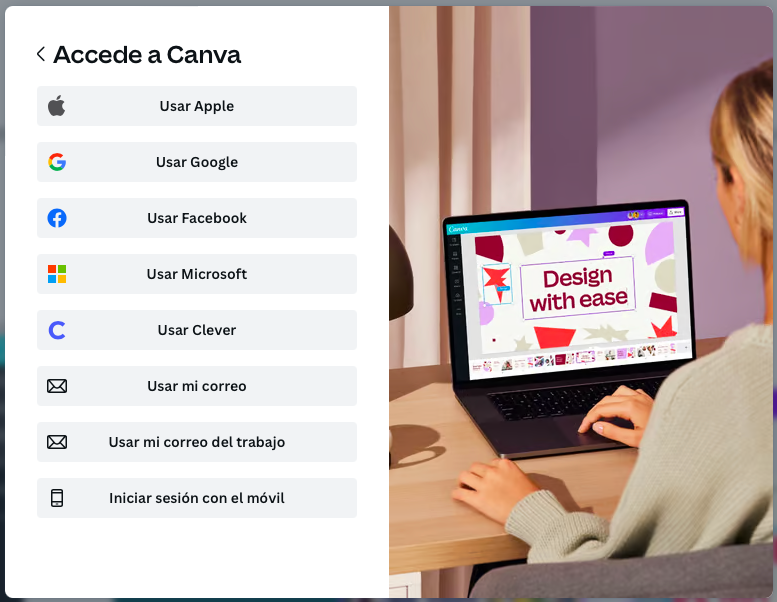 Accede a Canva
Usar Apple
Usar Google
Usar Facebook
Usar Microsoft
Usar Clever
Usar mi correo
Usar mi correo del trabajo
Iniciar sesión con el móvil
Canva
Design
with ease